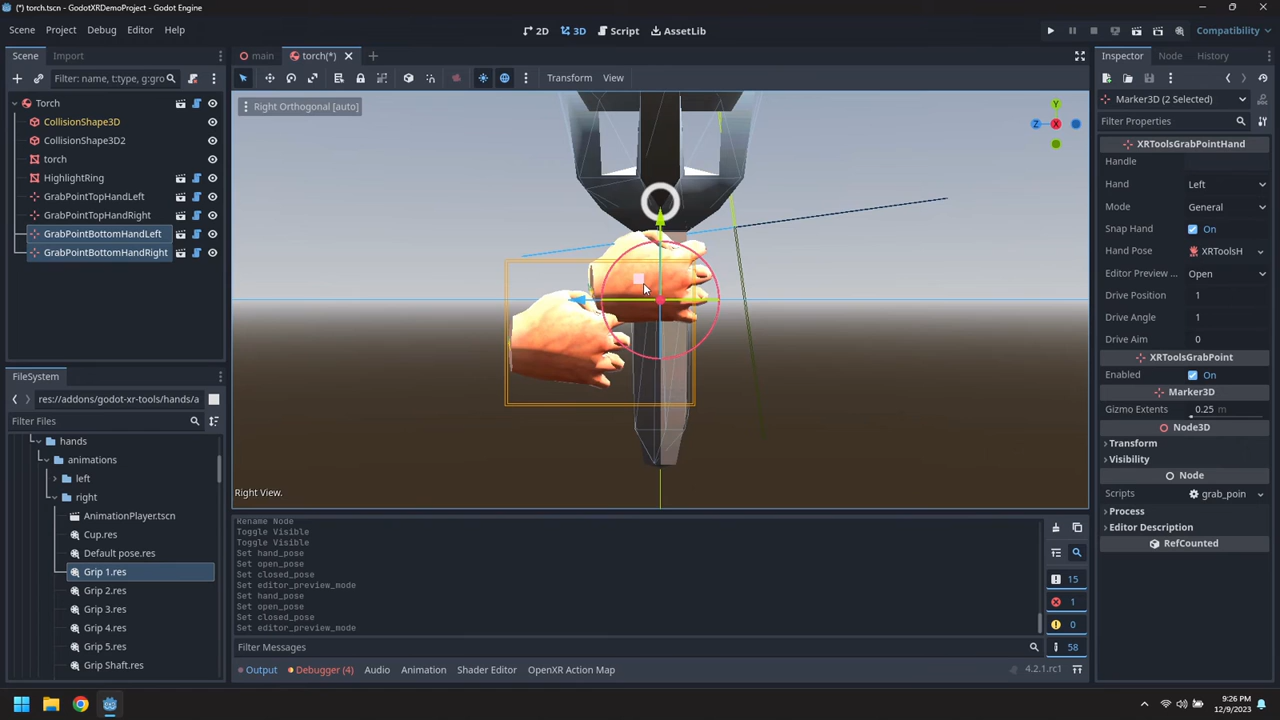 (*) torch.tscn - GodotXRDemoProject - Godot Engine
Scene Project Debug Editor Help
2D 3D Script AssetLib
Compatibility
Scene Import
main torch(*)
Inspector Node History
Filter: name, t:type, g:gro
Transform View
Marker3D (2 Selected)
Filter Properties
Torch
CollisionShape3D
CollisionShape3D2
torch
HighlightRing
GrabPointTopHandLeft
GrabPointTopHandRight
GrabPointBottomHandLeft
GrabPointBottomHandRight
Right Orthogonal [auto]
Y
Z X
Right View.
XRToolsGrabPointHand
Handle
Hand Left
Mode General
Snap Hand On
Hand Pose XRToolsH
Editor Preview ... Open
Drive Position 1
Drive Angle 1
Drive Aim 0
XRToolsGrabPoint
Enabled On
Marker3D
Gizmo Extents 0.25 m
Node3D
Transform
Visibility
Node
Scripts grab_poin
Process
Editor Description
RefCounted
FileSystem
res://addons/godot-xr-tools/hands/a
Filter Files
hands
animations
left
right
AnimationPlayer.tscn
Cup.res
Default pose.res
Grip 1.res
Grip 2.res
Grip 3.res
Grip 4.res
Grip 5.res
Grip Shaft.res
Rename Node
Toggle Visible
Toggle Visible
Set hand_pose
Set open_pose
Set closed_pose
Set editor_preview_mode
Set hand_pose
Set open_pose
Set closed_pose
Set editor_preview_mode
15
1
0
58
Filter Messages
Output Debugger (4) Audio Animation Shader Editor OpenXR Action Map
4.2.1.rc1
9:26 PM
12/9/2023